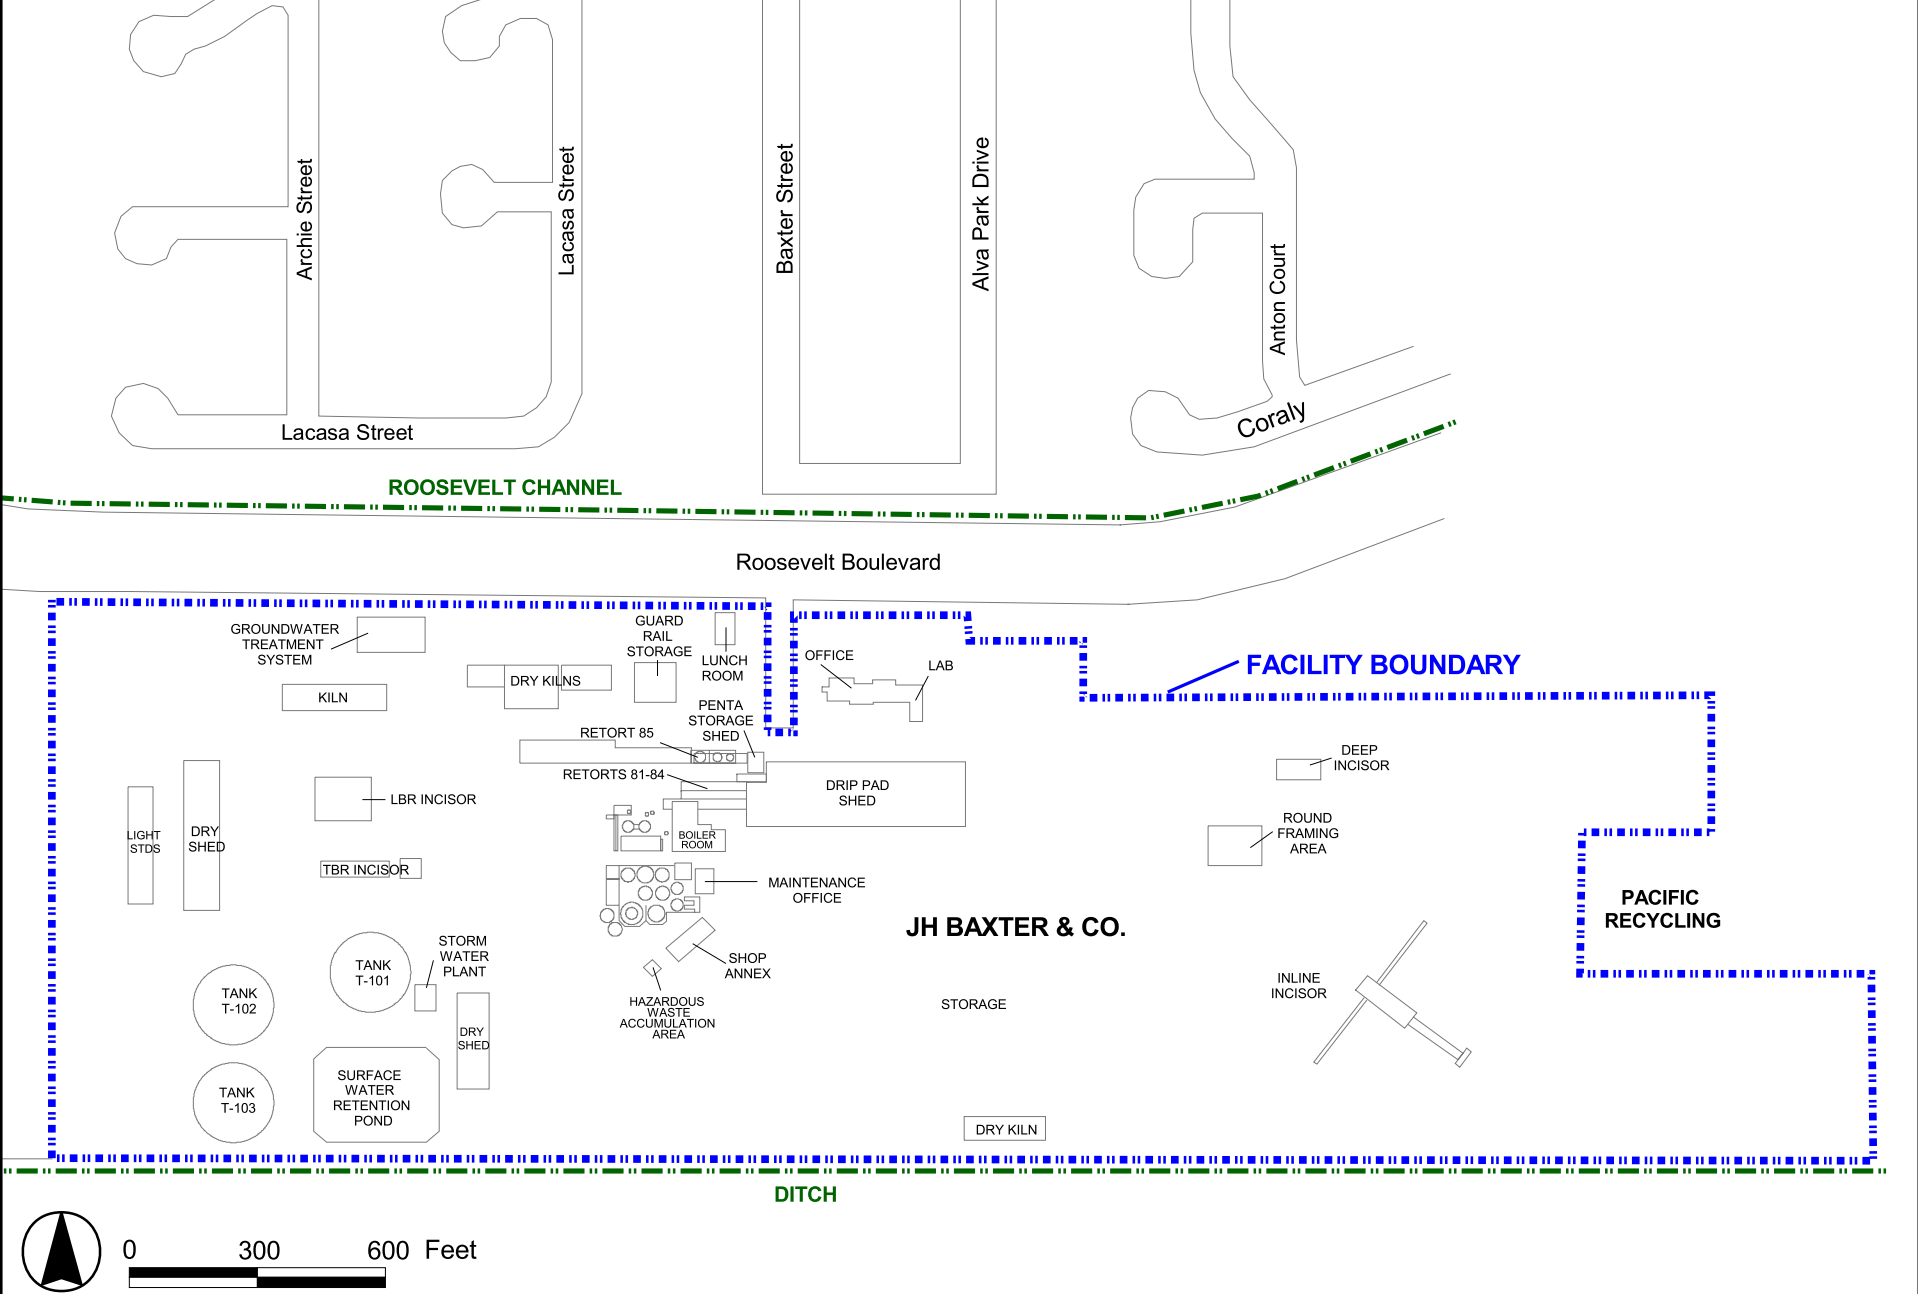 Archie Street
Lacasa Street
Baxter Street
Alva Park Drive
Anton Court
Coraly
Lacasa Street
ROOSEVELT CHANNEL
Roosevelt Boulevard
GROUNDWATER
TREATMENT
SYSTEM
KILN
DRY KILNS
GUARD
RAIL
STORAGE
LUNCH
ROOM
OFFICE
LAB
FACILITY BOUNDARY
PENTA
STORAGE
SHED
RETORT 85
RETORTS 81-84
DRIP PAD
SHED
DEEP
INCISOR
LBR INCISOR
LIGHT
STDS
DRY
SHED
BOILER
ROOM
ROUND
FRAMING
AREA
TBR INCISOR
MAINTENANCE
OFFICE
PACIFIC
RECYCLING
JH BAXTER & CO.
STORM
WATER
PLANT
TANK
T-101
TANK
T-102
SHOP
ANNEX
HAZARDOUS
WASTE
ACCUMULATION
AREA
STORAGE
INLINE
INCISOR
DRY
SHED
TANK
T-103
SURFACE
WATER
RETENTION
POND
DRY KILN
DITCH
0 300 600 Feet